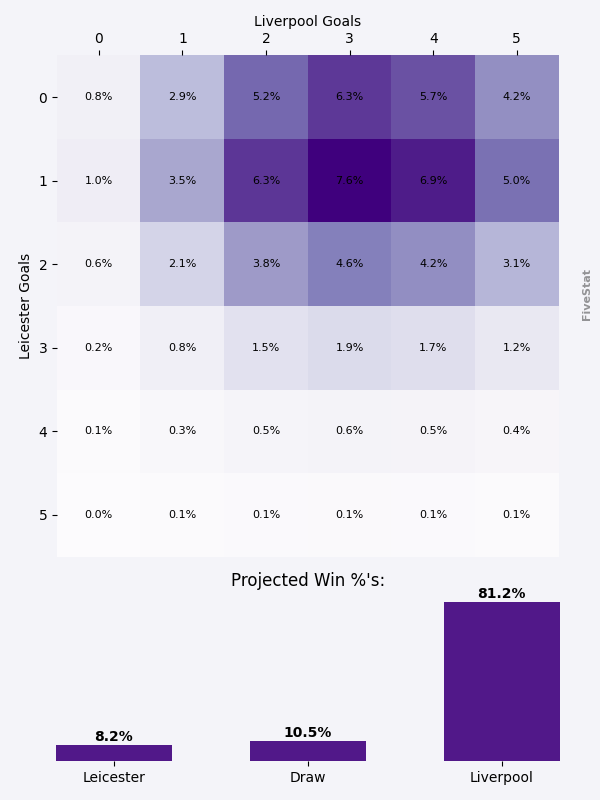 Liverpool Goals
0 1 2 3 4 5
0 0.8% 2.9% 5.2% 6.3% 5.7% 4.2%
1 1.0% 3.5% 6.3% 7.6% 6.9% 5.0%
2 0.6% 2.1% 3.8% 4.6% 4.2% 3.1%
3 0.2% 0.8% 1.5% 1.9% 1.7% 1.2%
4 0.1% 0.3% 0.5% 0.6% 0.5% 0.4%
5 0.0% 0.1% 0.1% 0.1% 0.1% 0.1%
Leicester Goals
FiveStat
Projected Win %'s:
8.2% 10.5% 81.2%
Leicester Draw Liverpool